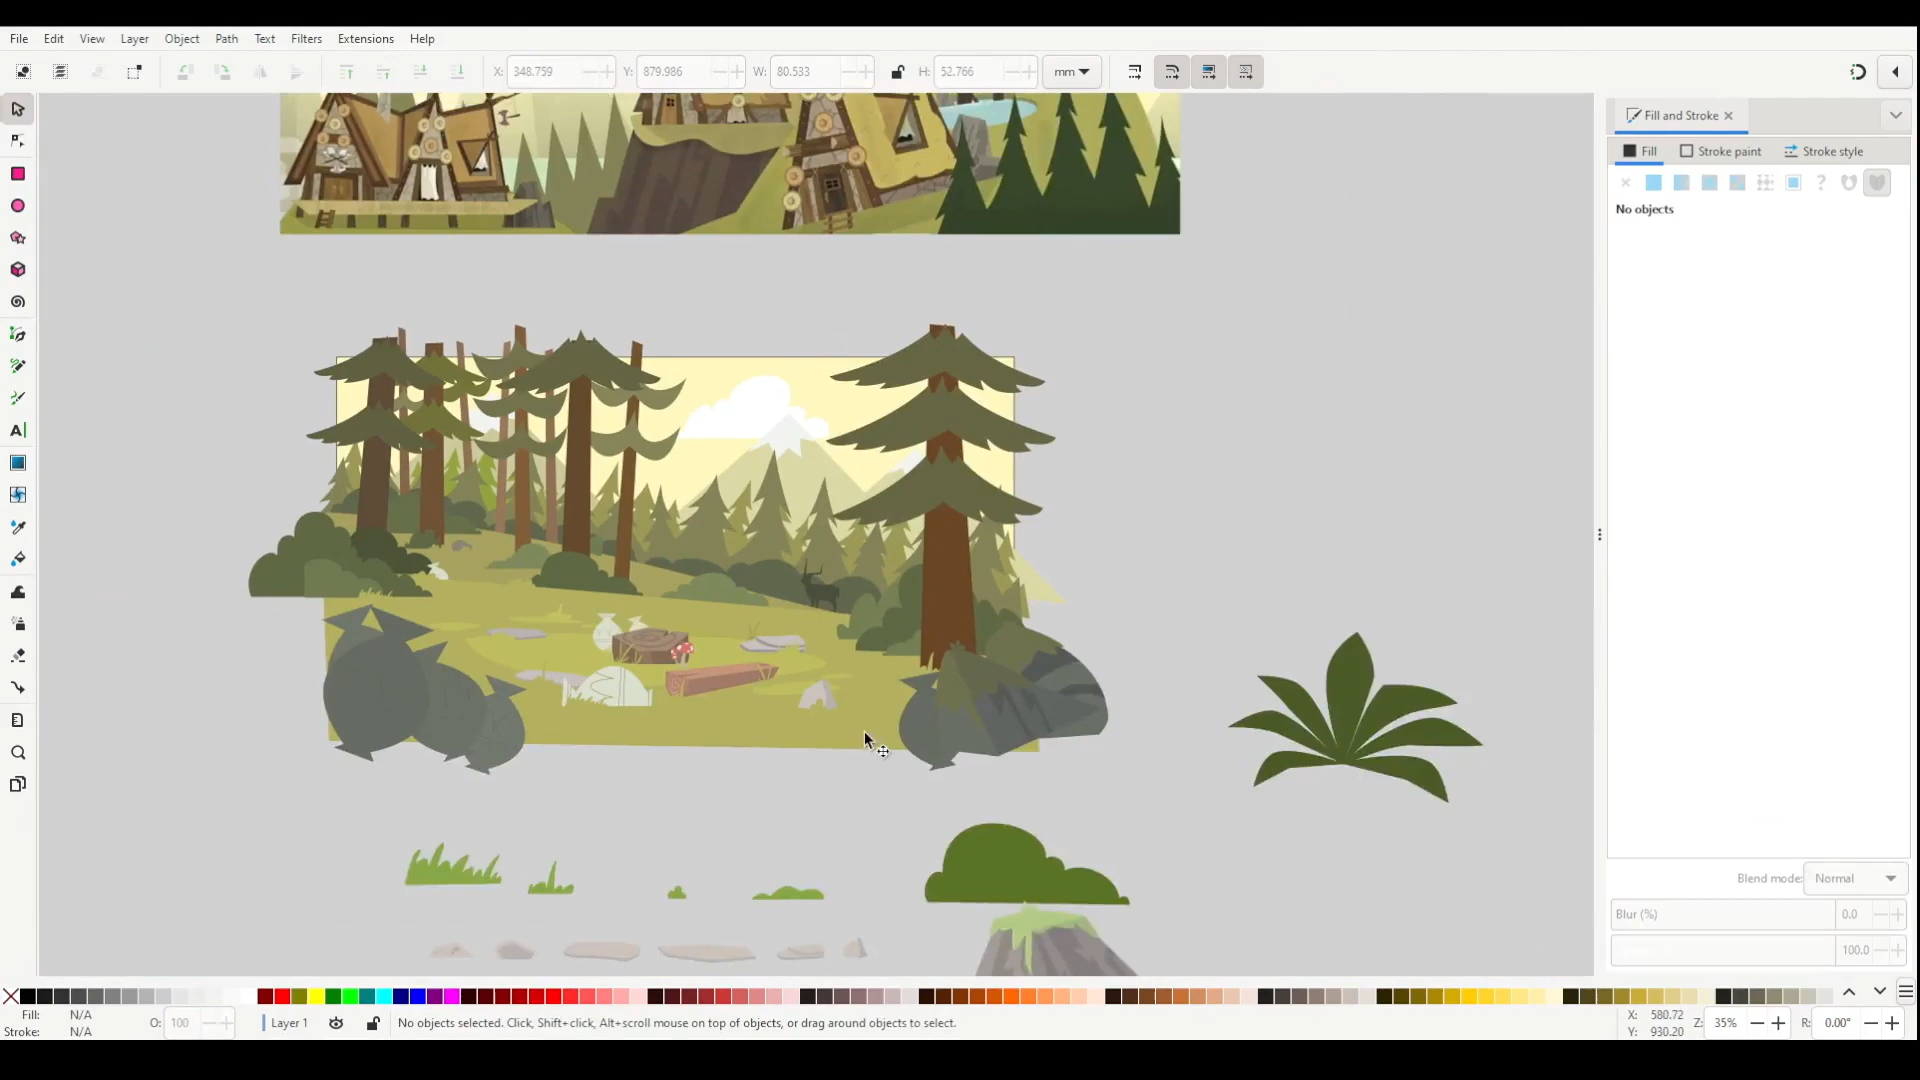 File Edit View Layer Object Path Text Filters Extensions Help
X: 348.759 Y: 879.986 W: 80.533 H: 52.766 mm
Fill and Stroke
Fill Stroke paint Stroke style
?
No objects
A
Blend mode: Normal
Blur (%) 0.0
100.0
Fill: N/A
Stroke: N/A
O: 100
Layer 1
No objects selected. Click, Shift+click, Alt+scroll mouse on top of objects, or drag around objects to select.
X: 580.72
Y: 930.20
Z: 35%
R: 0.00°